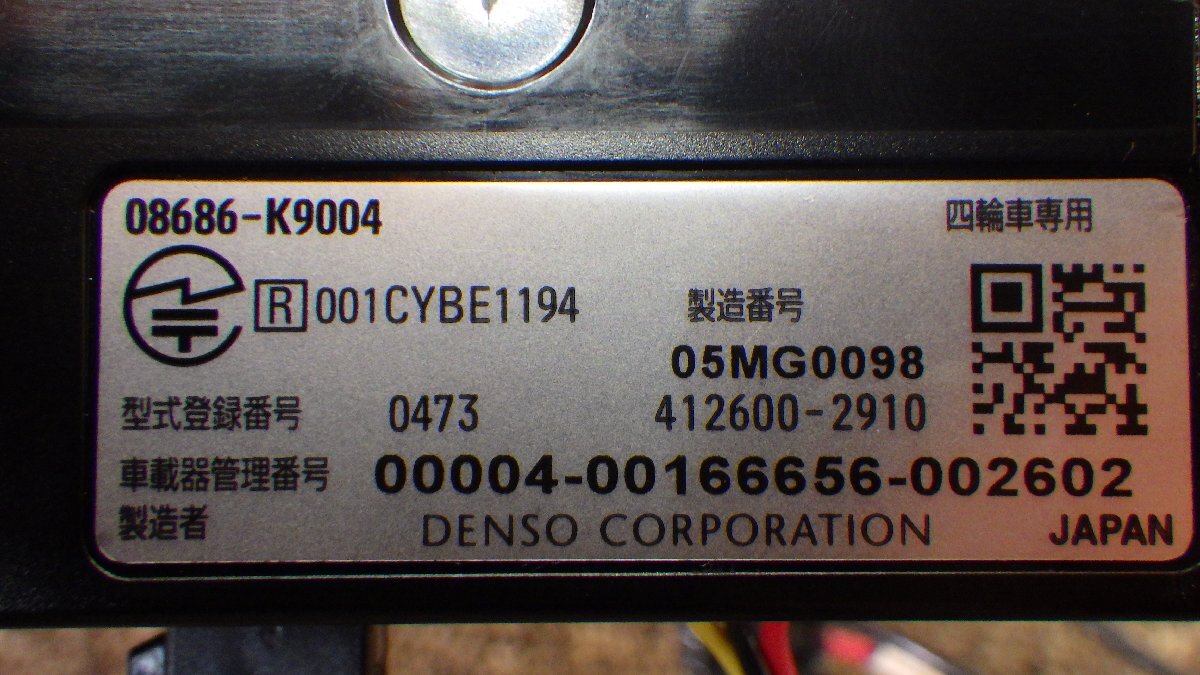 08686-K9004 四輪車専用
R 001CYBE1194 製造番号
05MG0098
型式登録番号 0473 412600-2910
車載器管理番号 00004-00166656-002602
製造者 DENSO CORPORATION JAPAN